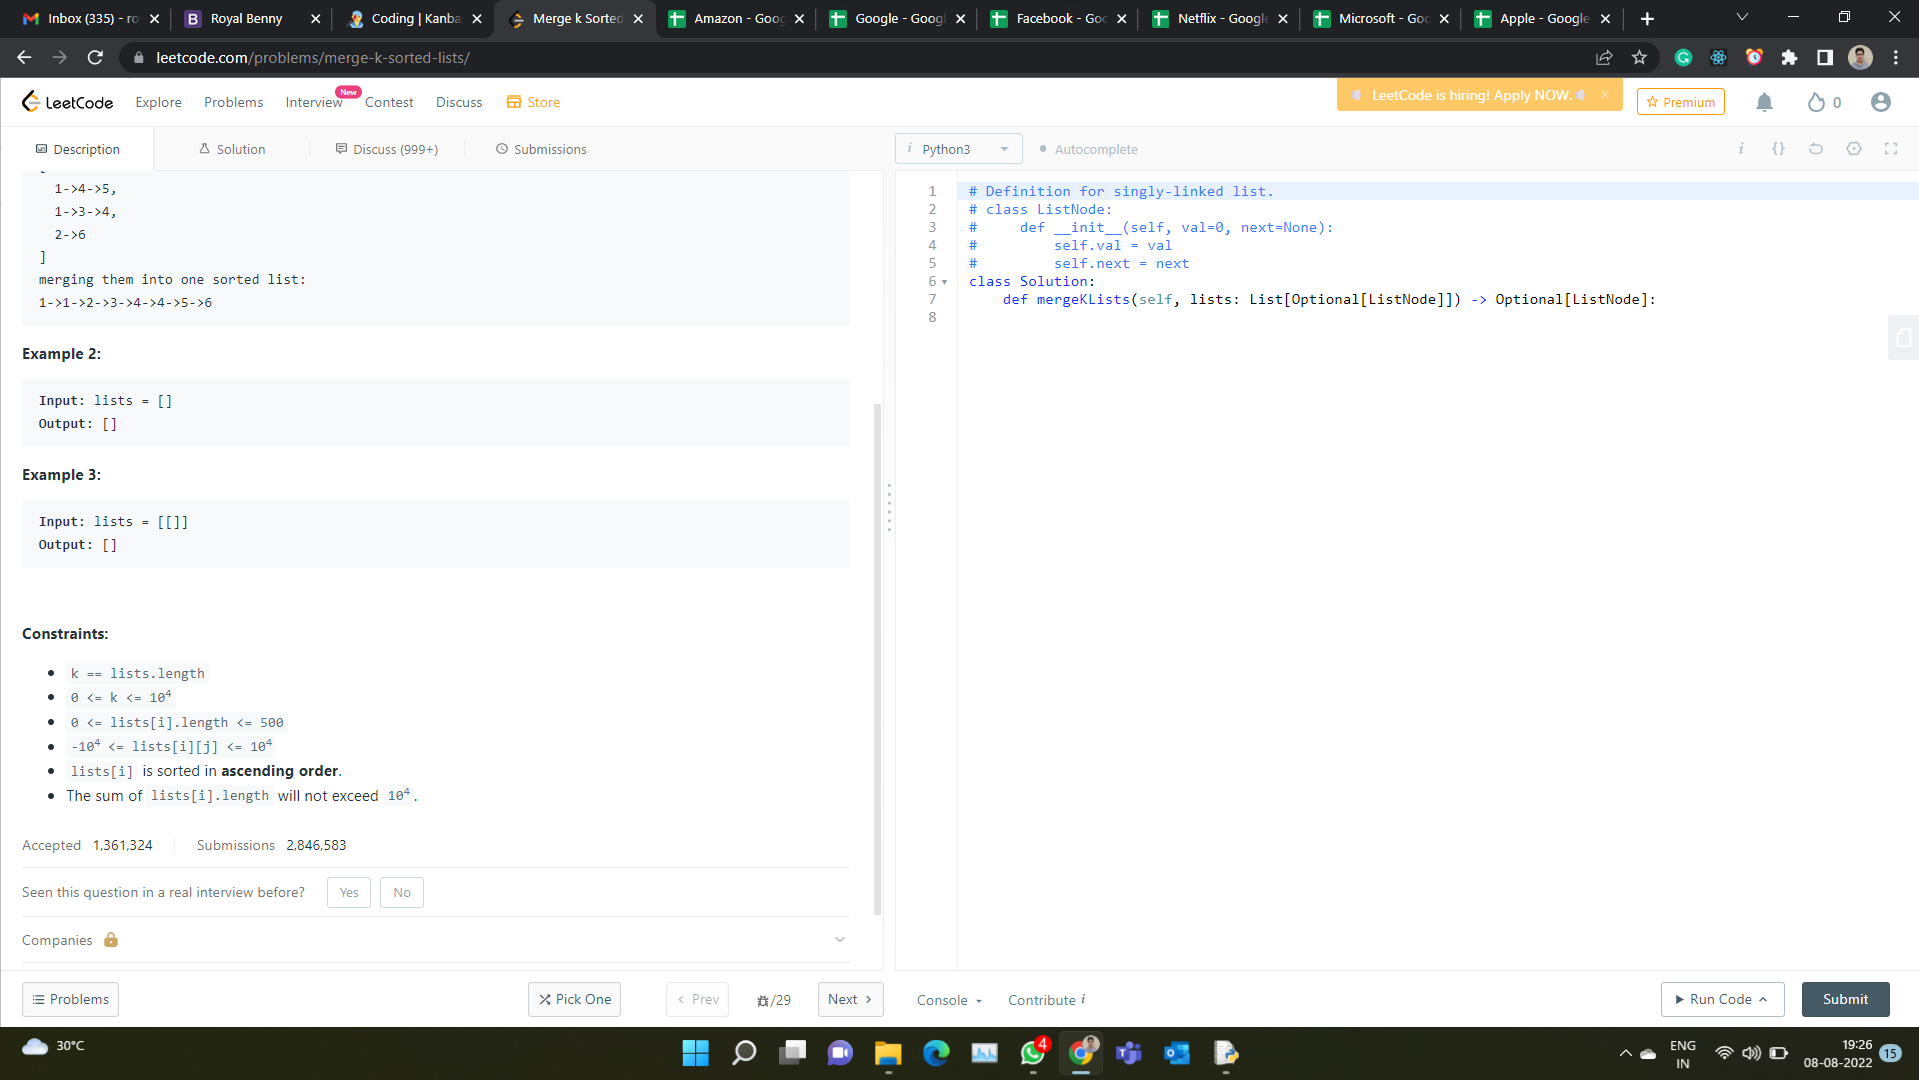 Inbox (335) - ro
Royal Benny
Coding | Kanba
Merge k Sorted
Amazon - Goog
Google - Googl
Facebook - Goo
Netflix - Google
Microsoft - Goo
Apple - Google
leetcode.com/problems/merge-k-sorted-lists/
LeetCode
Explore
Problems
Interview
New
Contest
Discuss
Store
LeetCode is hiring! Apply NOW.
Premium
0
Description
Solution
Discuss (999+)
Submissions
i Python3
Autocomplete
[
1->4->5,
1->3->4,
2->6
]
merging them into one sorted list:
1->1->2->3->4->4->5->6
Example 2:
Input: lists = []
Output: []
Example 3:
Input: lists = [[]]
Output: []
Constraints:
k == lists.length
0 <= k <= 10⁴
0 <= lists[i].length <= 500
-10⁴ <= lists[i][j] <= 10⁴
lists[i] is sorted in ascending order.
The sum of lists[i].length will not exceed 10⁴.
Accepted 1,361,324
Submissions 2,846,583
Seen this question in a real interview before?
Yes
No
Companies
1 # Definition for singly-linked list.
2 # class ListNode:
3 #     def __init__(self, val=0, next=None):
4 #         self.val = val
5 #         self.next = next
6 class Solution:
7     def mergeKLists(self, lists: List[Optional[ListNode]]) -> Optional[ListNode]:
8
Problems
Pick One
< Prev
/29
Next >
Console
Contribute i
Run Code
Submit
30°C
4
ENG
IN
19:26
08-08-2022
15